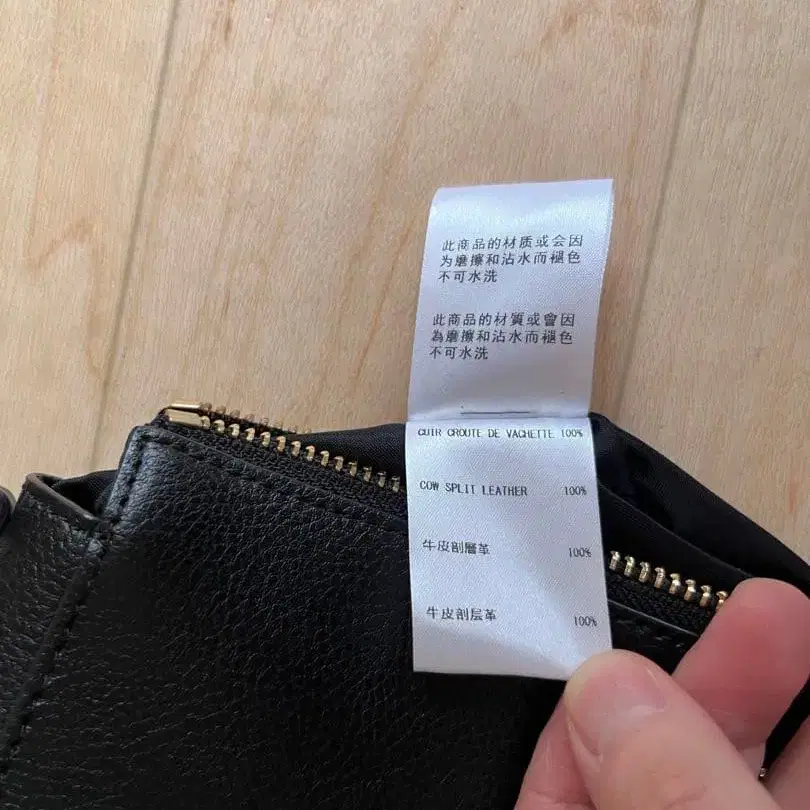 此商品的材质或会因
为磨擦和沾水而褪色
不可水洗
此商品的材質或會因
為磨擦和沾水而褪色
不可水洗
CUIR CROUTE DE VACHETTE 100%
COW SPLIT LEATHER 100%
牛皮剖層革 100%
牛皮剖层革 100%